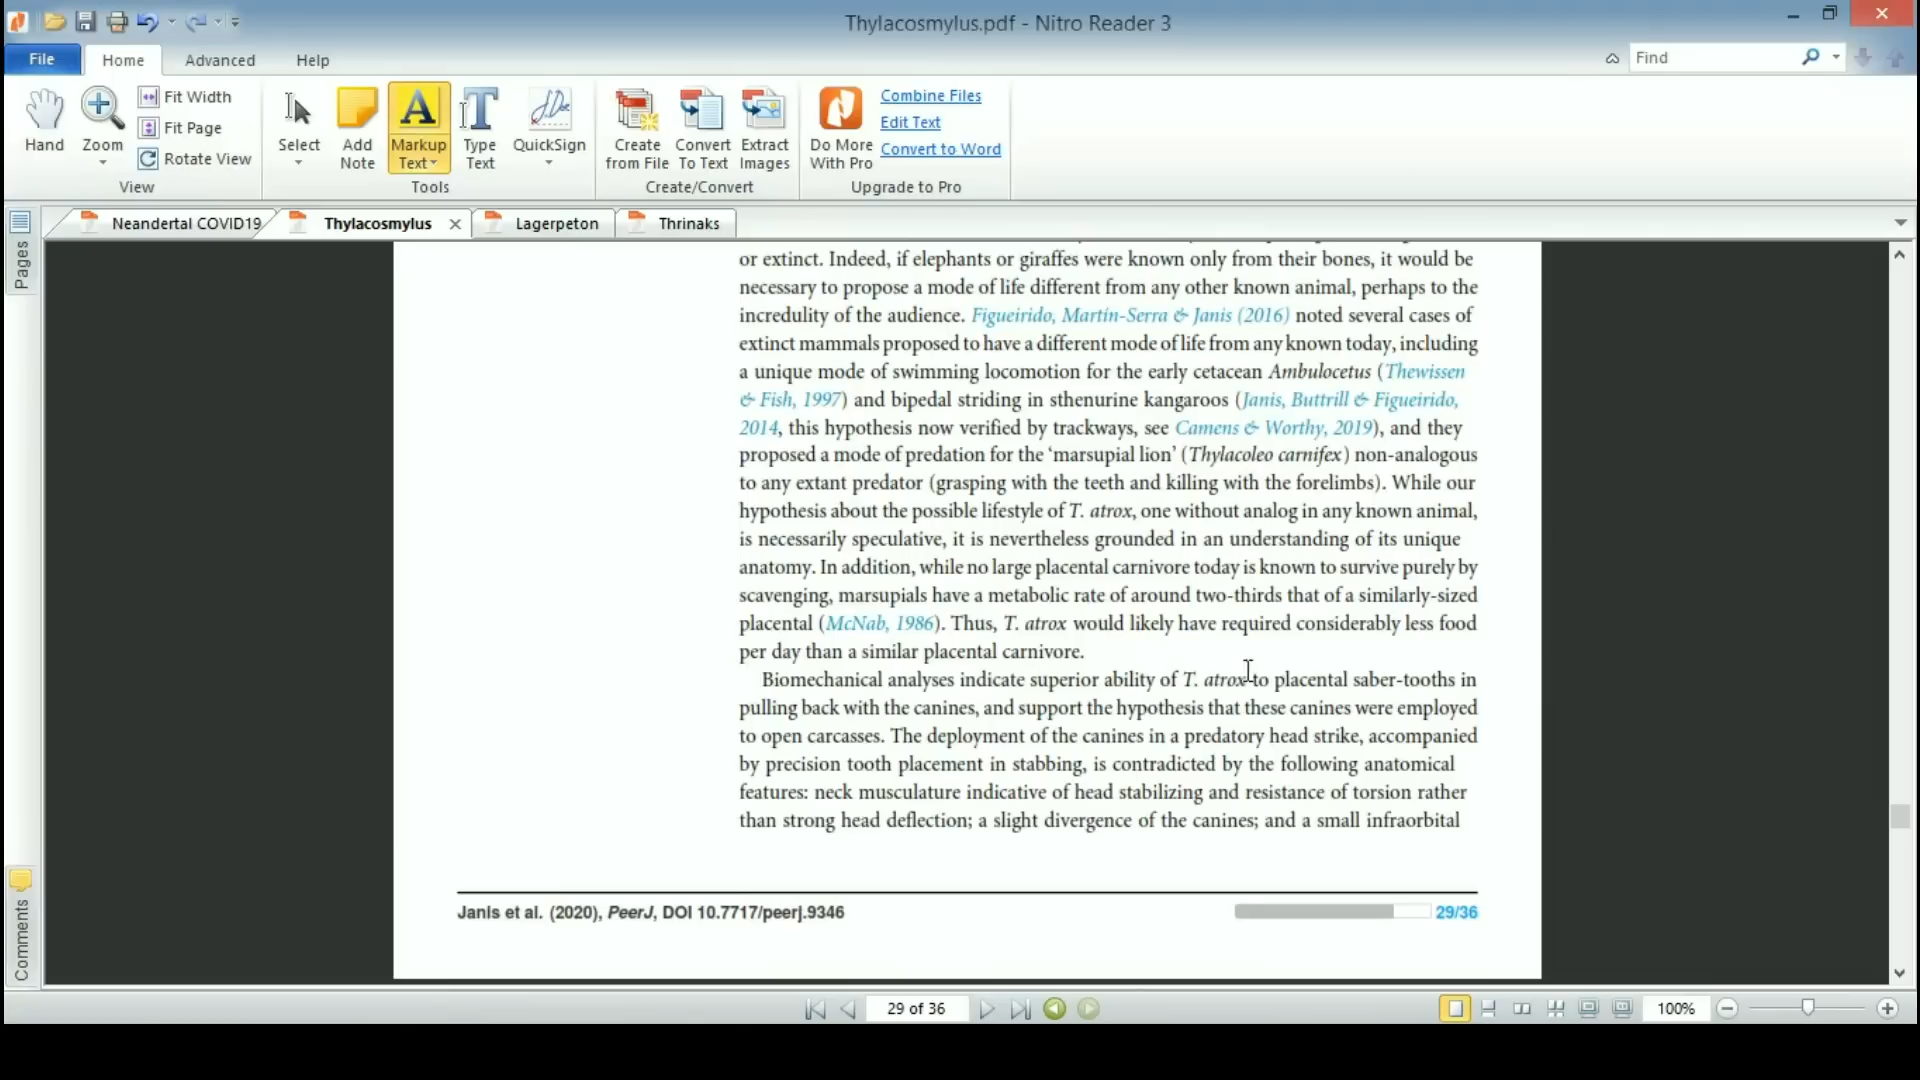 Thylacosmylus.pdf - Nitro Reader 3
File Home Advanced Help Find
Hand
Zoom
Fit Width
Fit Page
Rotate View
View
Select
Add Note
Markup Text
Type Text
QuickSign
Tools
Create from File
Convert To Text
Extract Images
Create/Convert
Do More With Pro
Combine Files
Edit Text
Convert to Word
Upgrade to Pro
Neandertal COVID19 Thylacosmylus Lagerpeton Thrinaks
Pages
or extinct. Indeed, if elephants or giraffes were known only from their bones, it would be
necessary to propose a mode of life different from any other known animal, perhaps to the
incredulity of the audience. Figueirido, Martín-Serra & Janis (2016) noted several cases of
extinct mammals proposed to have a different mode of life from any known today, including
a unique mode of swimming locomotion for the early cetacean Ambulocetus (Thewissen
& Fish, 1997) and bipedal striding in sthenurine kangaroos (Janis, Buttrill & Figueirido,
2014, this hypothesis now verified by trackways, see Camens & Worthy, 2019), and they
proposed a mode of predation for the ‘marsupial lion’ (Thylacoleo carnifex) non-analogous
to any extant predator (grasping with the teeth and killing with the forelimbs). While our
hypothesis about the possible lifestyle of T. atrox, one without analog in any known animal,
is necessarily speculative, it is nevertheless grounded in an understanding of its unique
anatomy. In addition, while no large placental carnivore today is known to survive purely by
scavenging, marsupials have a metabolic rate of around two-thirds that of a similarly-sized
placental (McNab, 1986). Thus, T. atrox would likely have required considerably less food
per day than a similar placental carnivore.
Biomechanical analyses indicate superior ability of T. atrox to placental saber-tooths in
pulling back with the canines, and support the hypothesis that these canines were employed
to open carcasses. The deployment of the canines in a predatory head strike, accompanied
by precision tooth placement in stabbing, is contradicted by the following anatomical
features: neck musculature indicative of head stabilizing and resistance of torsion rather
than strong head deflection; a slight divergence of the canines; and a small infraorbital
Comments
Janis et al. (2020), PeerJ, DOI 10.7717/peerj.9346 29/36
29 of 36 100%